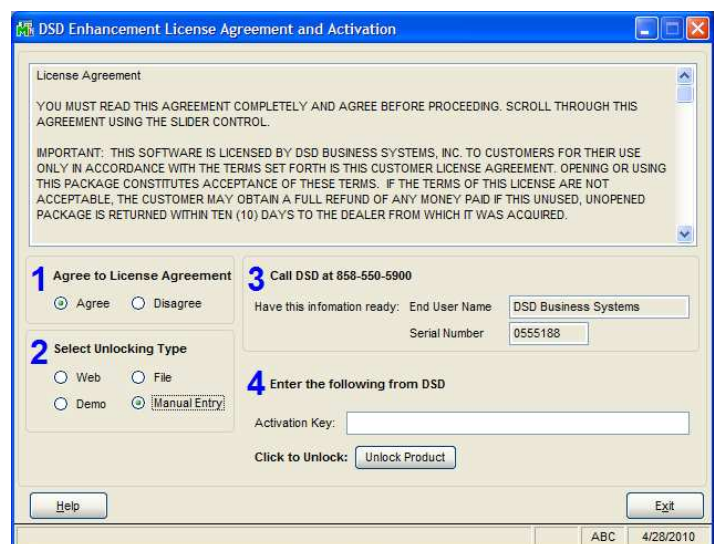 DSD Enhancement License Agreement and Activation
License Agreement
YOU MUST READ THIS AGREEMENT COMPLETELY AND AGREE BEFORE PROCEEDING. SCROLL THROUGH THIS
AGREEMENT USING THE SLIDER CONTROL.
IMPORTANT: THIS SOFTWARE IS LICENSED BY DSD BUSINESS SYSTEMS, INC. TO CUSTOMERS FOR THEIR USE
ONLY IN ACCORDANCE WITH THE TERMS SET FORTH IS THIS CUSTOMER LICENSE AGREEMENT. OPENING OR USING
THIS PACKAGE CONSTITUTES ACCEPTANCE OF THESE TERMS. IF THE TERMS OF THIS LICENSE ARE NOT
ACCEPTABLE, THE CUSTOMER MAY OBTAIN A FULL REFUND OF ANY MONEY PAID IF THIS UNUSED, UNOPENED
PACKAGE IS RETURNED WITHIN TEN (10) DAYS TO THE DEALER FROM WHICH IT WAS ACQUIRED.
1 Agree to License Agreement
Agree Disagree
2 Select Unlocking Type
Web File
Demo Manual Entry
3 Call DSD at 858-550-5900
Have this infomation ready: End User Name DSD Business Systems
Serial Number 0555188
4 Enter the following from DSD
Activation Key:
Click to Unlock: Unlock Product
Help Exit
ABC 4/28/2010